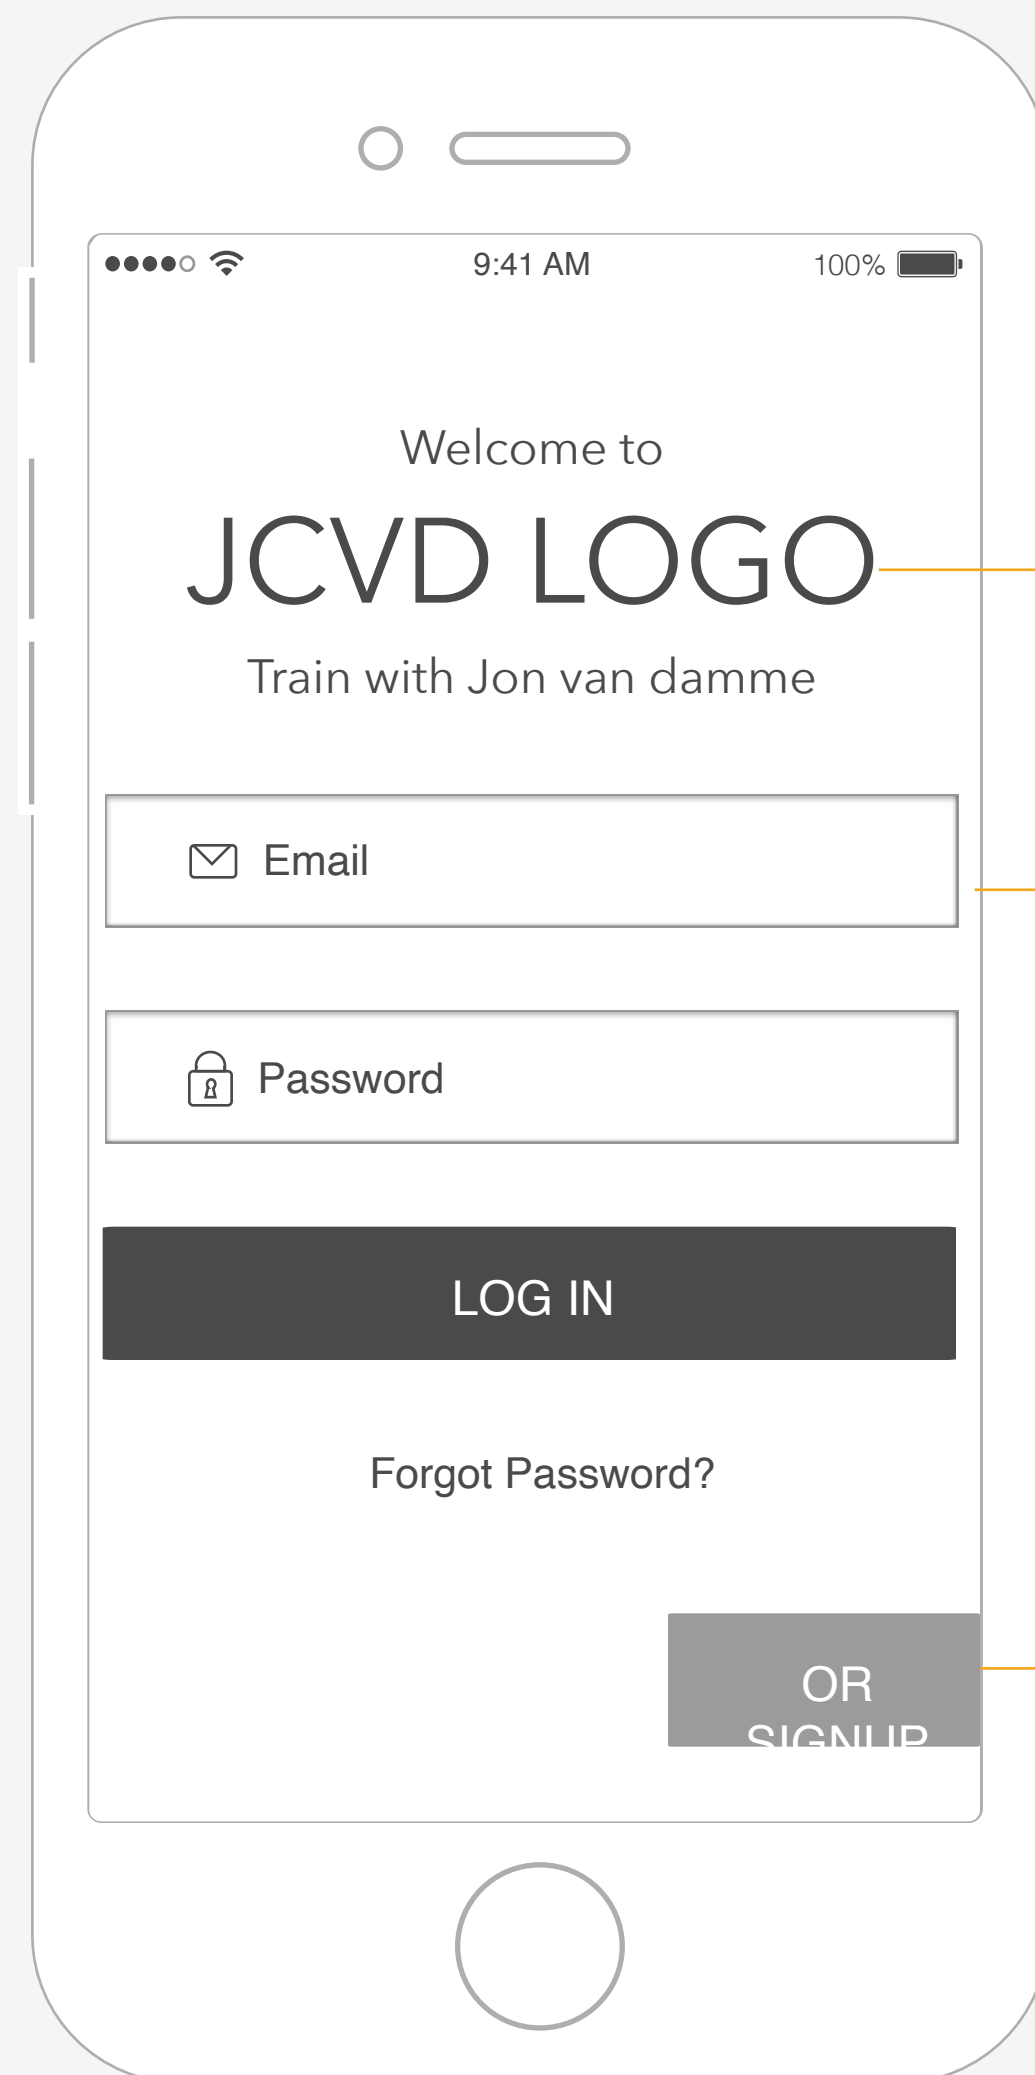 9:41 AM
100%
Welcome to
JCVD LOGO
Train with Jon van damme
Email
Password
LOG IN
Forgot Password?
OR
SIGNUP